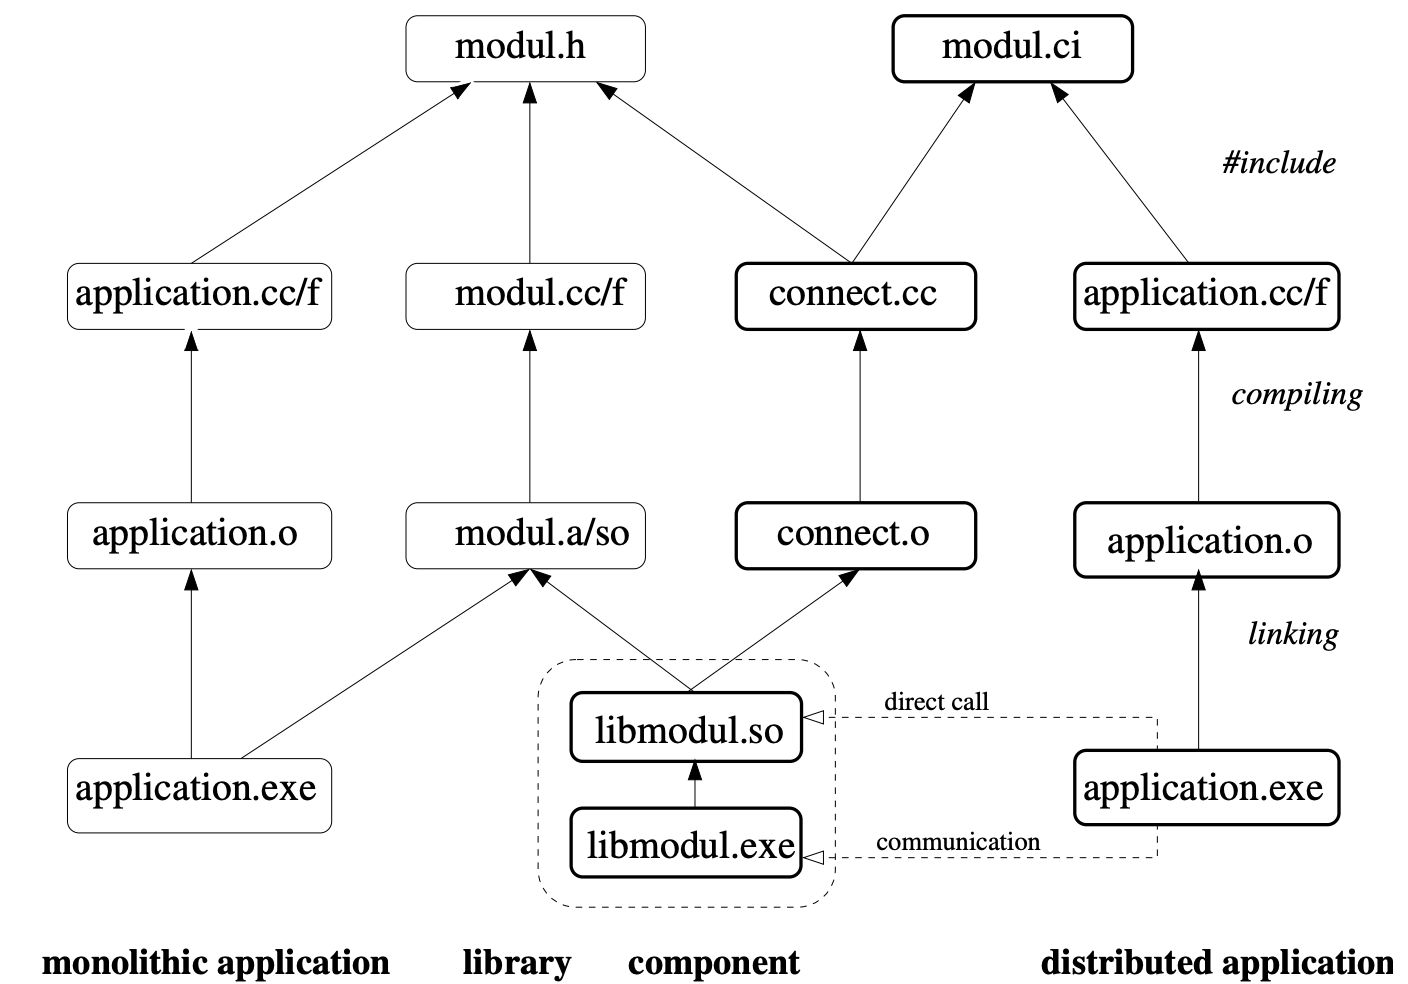 modul.h
modul.ci
#include
application.cc/f
modul.cc/f
connect.cc
application.cc/f
compiling
application.o
modul.a/so
connect.o
application.o
linking
libmodul.so
direct call
application.exe
application.exe
libmodul.exe
communication
monolithic application
library
component
distributed application